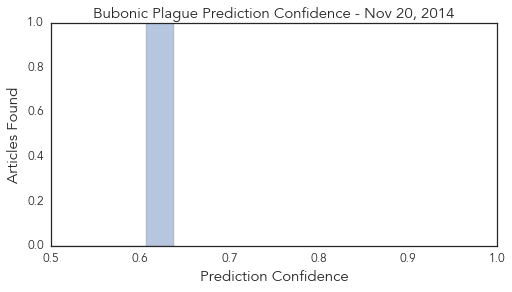 Bubonic Plague Prediction Confidence - Nov 20, 2014
1.0
0.8
0.6
0.4
0.2
0.0
Articles Found
0.5 0.6 0.7 0.8 0.9 1.0
Prediction Confidence